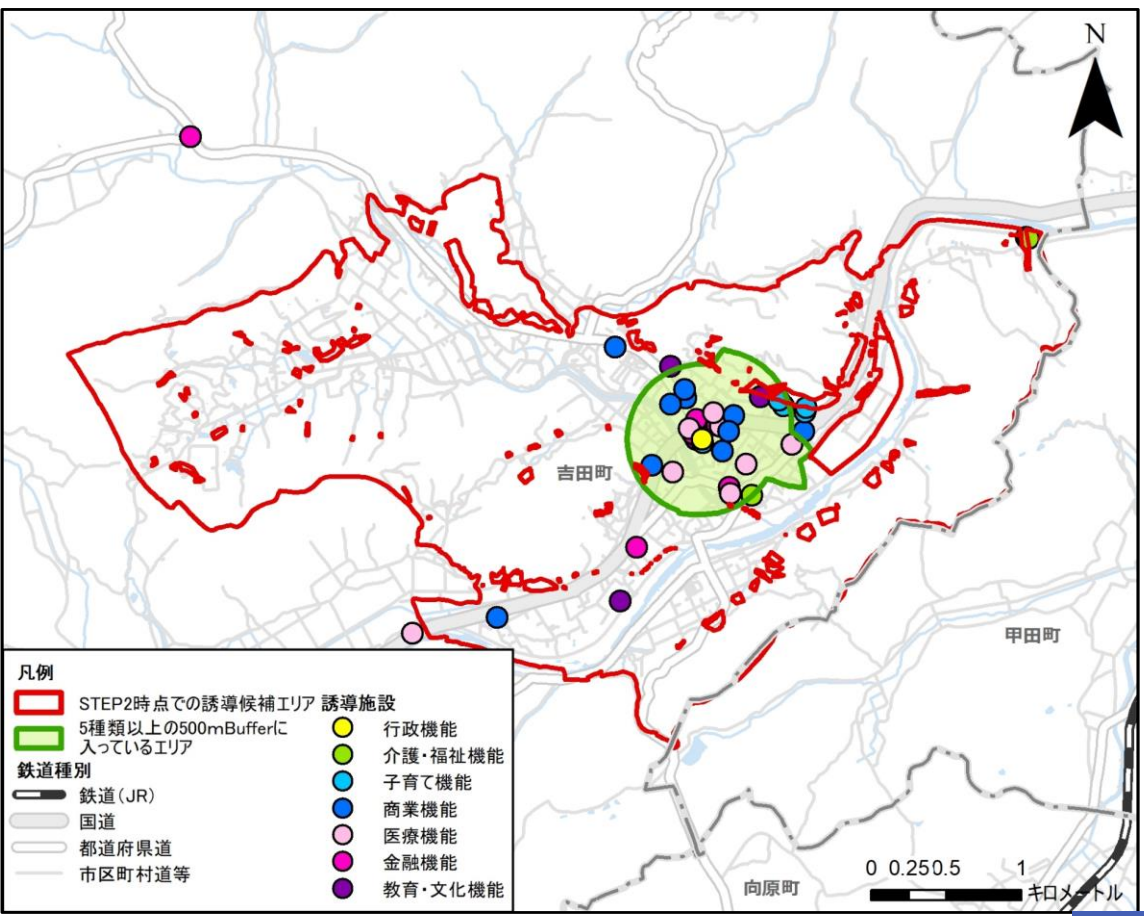 N
吉田町
甲田町
向原町
凡例
STEP2時点での誘導候補エリア
5種類以上の500mBufferに
入っているエリア
鉄道種別
鉄道(JR)
国道
都道府県道
市区町村道等
誘導施設
行政機能
介護・福祉機能
子育て機能
商業機能
医療機能
金融機能
教育・文化機能
0 0.25 0.5 1
キロメートル